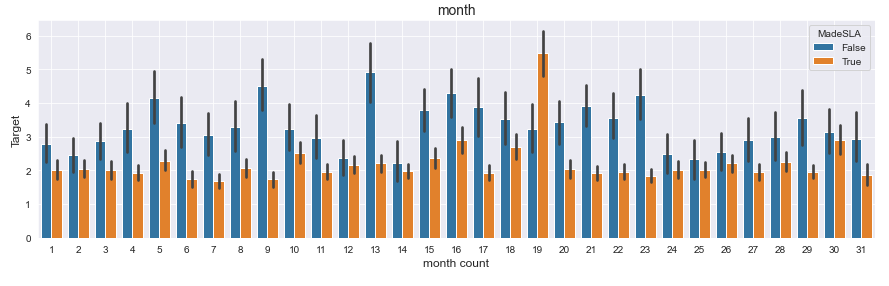 month
Target
6
5
4
3
2
1
0
MadeSLA
False
True
1 2 3 4 5 6 7 8 9 10 11 12 13 14 15 16 17 18 19 20 21 22 23 24 25 26 27 28 29 30 31
month count